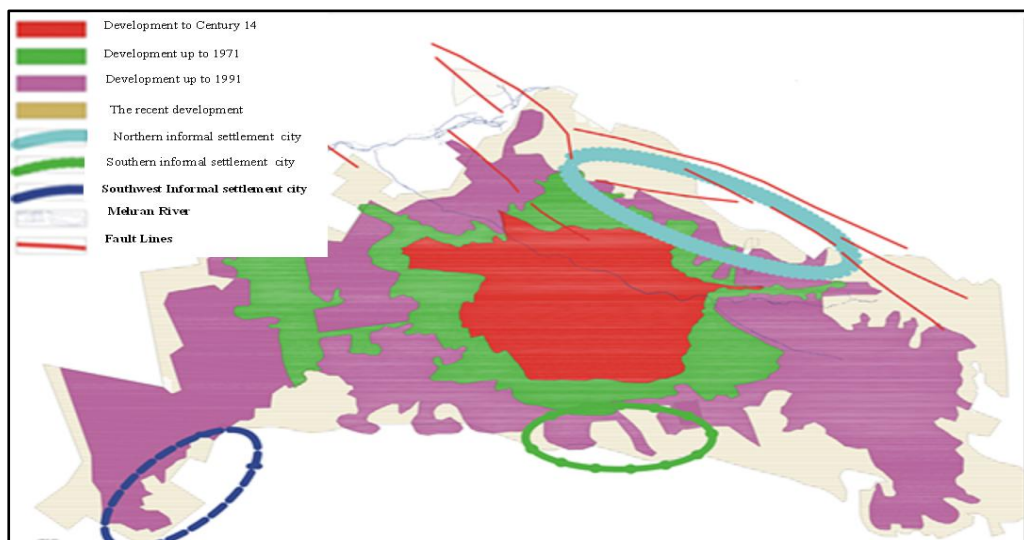 Development to Century 14
Development up to 1971
Development up to 1991
The recent development
Northern informal settlement city
Southern informal settlement city
Southwest Informal settlement city
Mehran River
Fault Lines